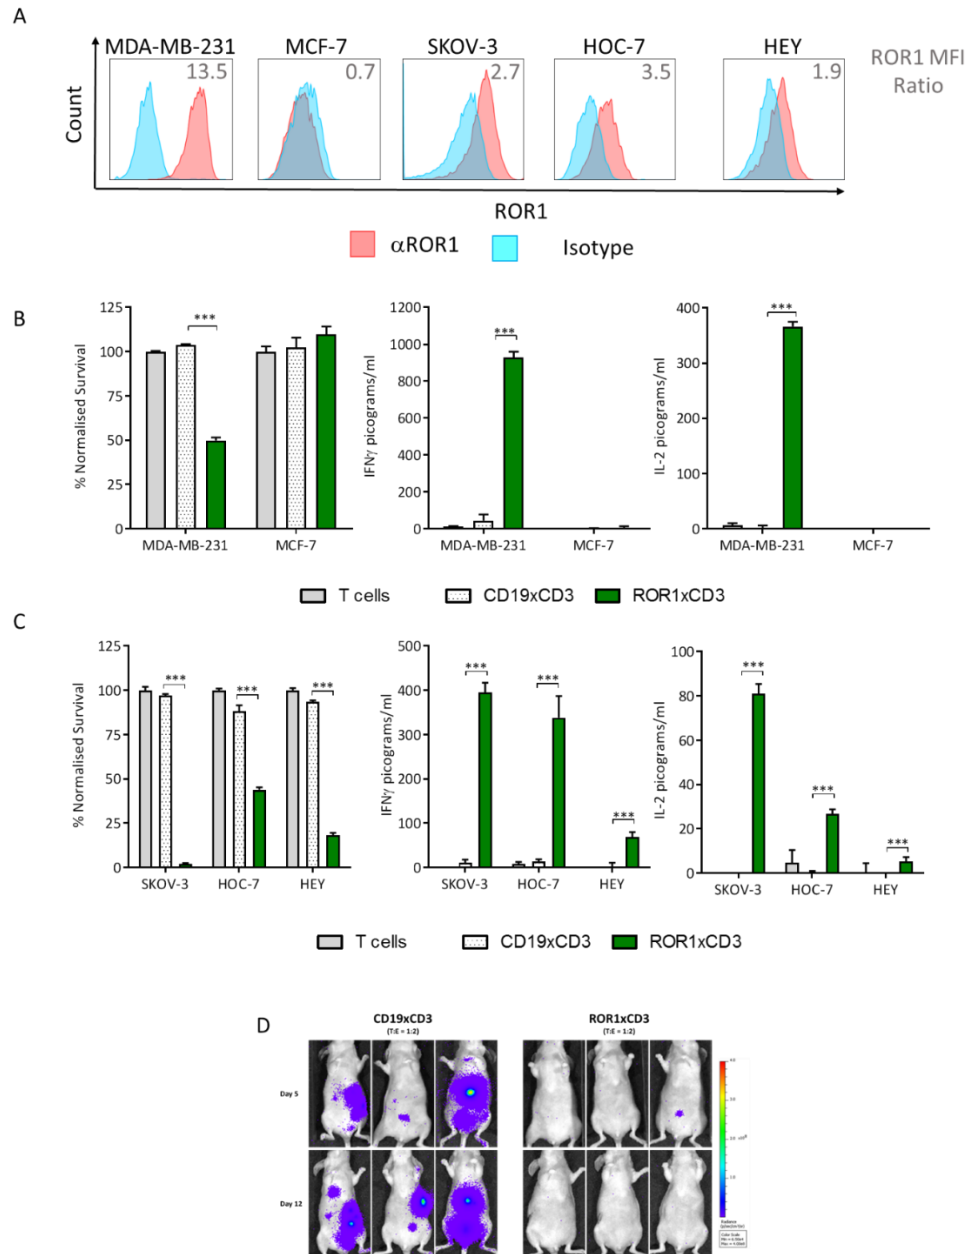 A
MDA-MB-231 MCF-7 SKOV-3 HOC-7 HEY
13.5 0.7 2.7 3.5 1.9
ROR1 MFI
Ratio
Count
ROR1
αROR1 Isotype
B
% Normalised Survival
125
100
75
50
25
0
***
MDA-MB-231 MCF-7
IFNγ picograms/ml
1200
1000
800
600
400
200
0
***
MDA-MB-231 MCF-7
IL-2 picograms/ml
400
300
200
100
0
***
MDA-MB-231 MCF-7
T cells CD19xCD3 ROR1xCD3
C
% Normalised Survival
125
100
75
50
25
0
*** *** ***
SKOV-3 HOC-7 HEY
IFNγ picograms/ml
500
400
300
200
100
0
*** *** ***
SKOV-3 HOC-7 HEY
IL-2 picograms/ml
100
80
60
40
20
0
*** *** ***
SKOV-3 HOC-7 HEY
T cells CD19xCD3 ROR1xCD3
D
CD19xCD3 ROR1xCD3
(T:E = 1:2) (T:E = 1:2)
Day 5
Day 12
Radiance
Color Scale